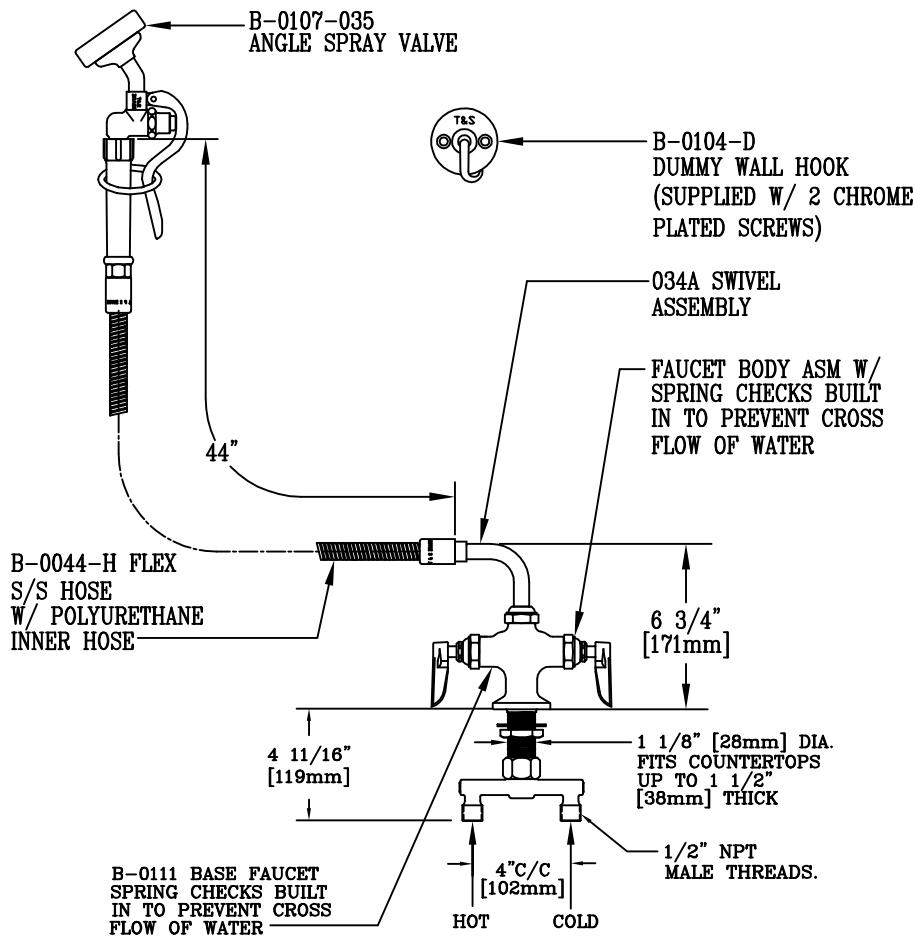 B-0107-035
ANGLE SPRAY VALVE
T&S
B-0104-D
DUMMY WALL HOOK
(SUPPLIED W/ 2 CHROME
PLATED SCREWS)
034A SWIVEL
ASSEMBLY
FAUCET BODY ASM W/
SPRING CHECKS BUILT
IN TO PREVENT CROSS
FLOW OF WATER
44"
B-0044-H FLEX
S/S HOSE
W/ POLYURETHANE
INNER HOSE
6 3/4"
[171mm]
4 11/16"
[119mm]
1 1/8" [28mm] DIA.
FITS COUNTERTOPS
UP TO 1 1/2"
[38mm] THICK
1/2" NPT
MALE THREADS.
4"C/C
[102mm]
HOT
COLD
B-0111 BASE FAUCET
SPRING CHECKS BUILT
IN TO PREVENT CROSS
FLOW OF WATER